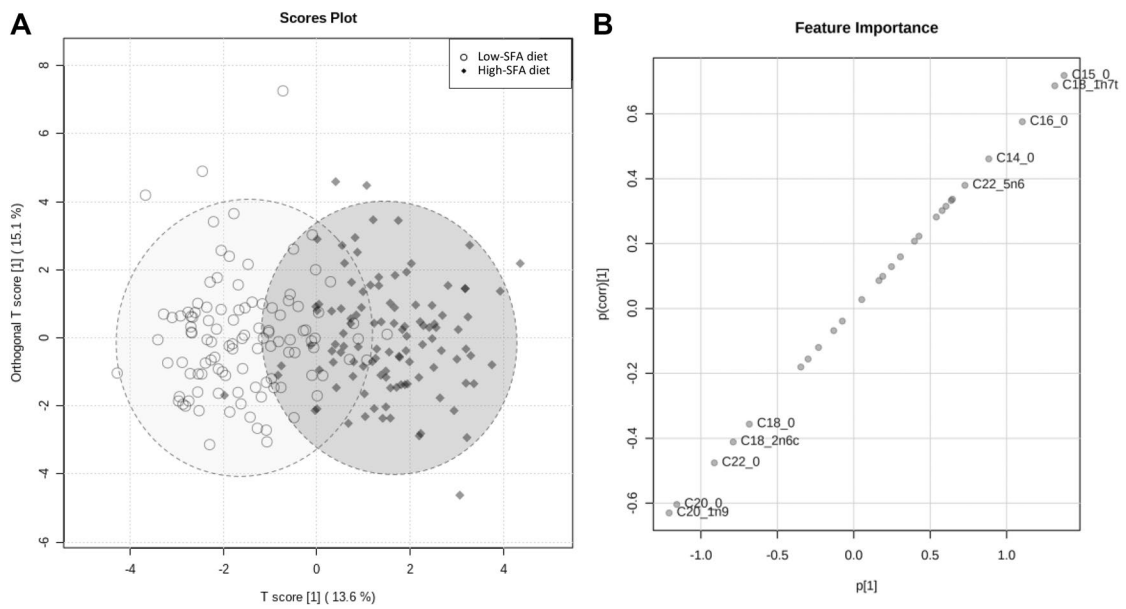 A
Scores Plot
Low-SFA diet
High-SFA diet
Orthogonal T score [1] ( 15.1 %)
8
6
4
2
0
-2
-4
-6
-4
-2
0
2
4
T score [1] ( 13.6 %)
B
Feature Importance
p(corr)[1]
0.6
0.4
0.2
0.0
-0.2
-0.4
-0.6
C15_0
C18_1n7t
C16_0
C14_0
C22_5n6
C18_0
C18_2n6c
C22_0
C20_0
C20_1n9
-1.0
-0.5
0.0
0.5
1.0
p[1]